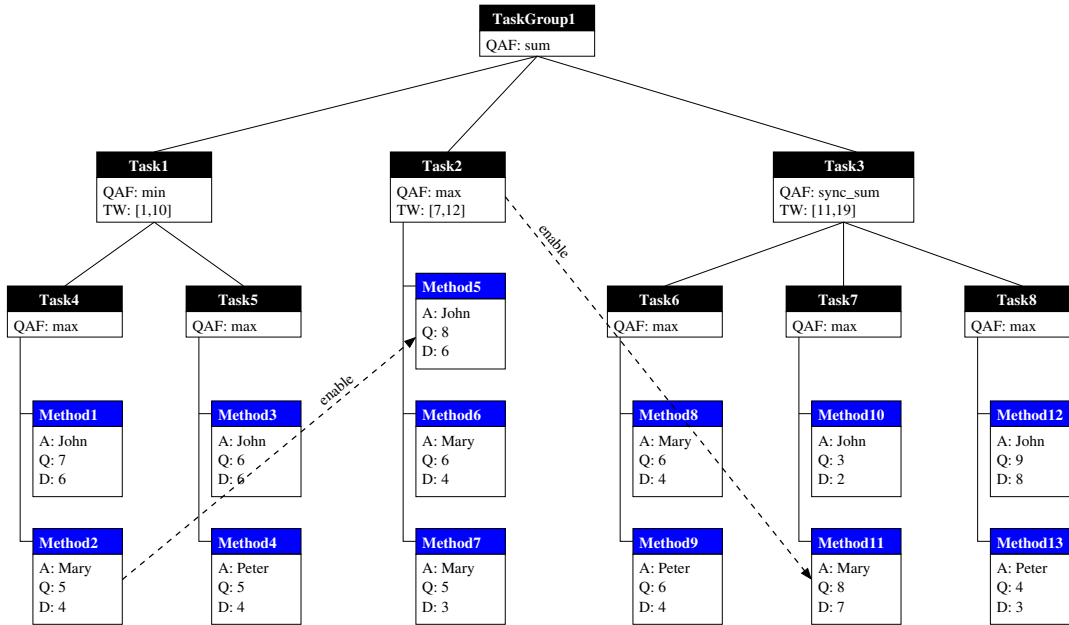 TaskGroup1
QAF: sum
Task1
QAF: min
TW: [1,10]
Task2
QAF: max
TW: [7,12]
Task3
QAF: sync_sum
TW: [11,19]
enable
enable
Task4
QAF: max
Task5
QAF: max
Method5
A: John
Q: 8
D: 6
Task6
QAF: max
Task7
QAF: max
Task8
QAF: max
Method1
A: John
Q: 7
D: 6
Method3
A: John
Q: 6
D: 6
Method6
A: Mary
Q: 6
D: 4
Method8
A: Mary
Q: 6
D: 4
Method10
A: John
Q: 3
D: 2
Method12
A: John
Q: 9
D: 8
Method2
A: Mary
Q: 5
D: 4
Method4
A: Peter
Q: 5
D: 4
Method7
A: Mary
Q: 5
D: 3
Method9
A: Peter
Q: 6
D: 4
Method11
A: Mary
Q: 8
D: 7
Method13
A: Peter
Q: 4
D: 3